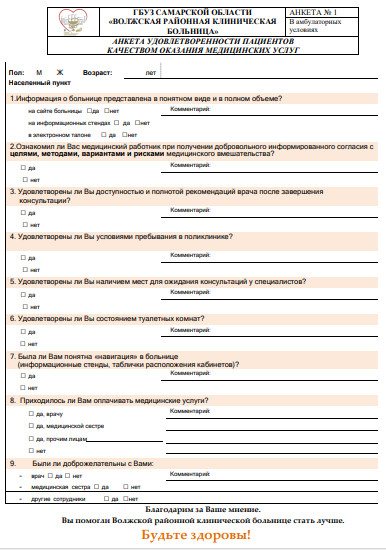 ГБУЗ САМАРСКОЙ ОБЛАСТИ
«ВОЛЖСКАЯ РАЙОННАЯ КЛИНИЧЕСКАЯ
БОЛЬНИЦА»
АНКЕТА № 1
В амбулаторных
условиях
АНКЕТА УДОВЛЕТВОРЕННОСТИ ПАЦИЕНТОВ
КАЧЕСТВОМ ОКАЗАНИЯ МЕДИЦИНСКИХ УСЛУГ
Пол: М Ж Возраст: лет
Населенный пункт
1.Информация о больнице представлена в понятном виде и в полном объеме?
на сайте больницы □да □нет Комментарий:
на информационных стендах □ да □нет
в электронном талоне □ да □нет
2.Ознакомил ли Вас медицинский работник при получении добровольного информированного согласия с
целями, методами, вариантами и рисками медицинского вмешательства?
□ да Комментарий:
□ нет
3. Удовлетворены ли Вы доступностью и полнотой рекомендаций врача после завершения
консультации?
□ да Комментарий:
□ нет
4. Удовлетворены ли Вы условиями пребывания в поликлинике?
Комментарий:
□ да
□ нет
5. Удовлетворены ли Вы наличием мест для ожидания консультаций у специалистов?
□ да Комментарий:
□ нет
6. Удовлетворены ли Вы состоянием туалетных комнат?
□ да Комментарий:
□ нет
7. Была ли Вам понятна «навигация» в больнице
(информационные стенды, таблички расположения кабинетов)?
□ да Комментарий:
□ нет
8. Приходилось ли Вам оплачивать медицинские услуги?
□ да, врачу Комментарий:
□ да, медицинской сестре
□ да, прочим лицам
□ нет
9. Были ли доброжелательны с Вами:
- врач □ да □ нет Комментарий:
- медицинская сестра □ да □ нет
- другие сотрудники □ да □ нет
Благодарим за Ваше мнение.
Вы помогли Волжской районной клинической больнице стать лучше.
Будьте здоровы!